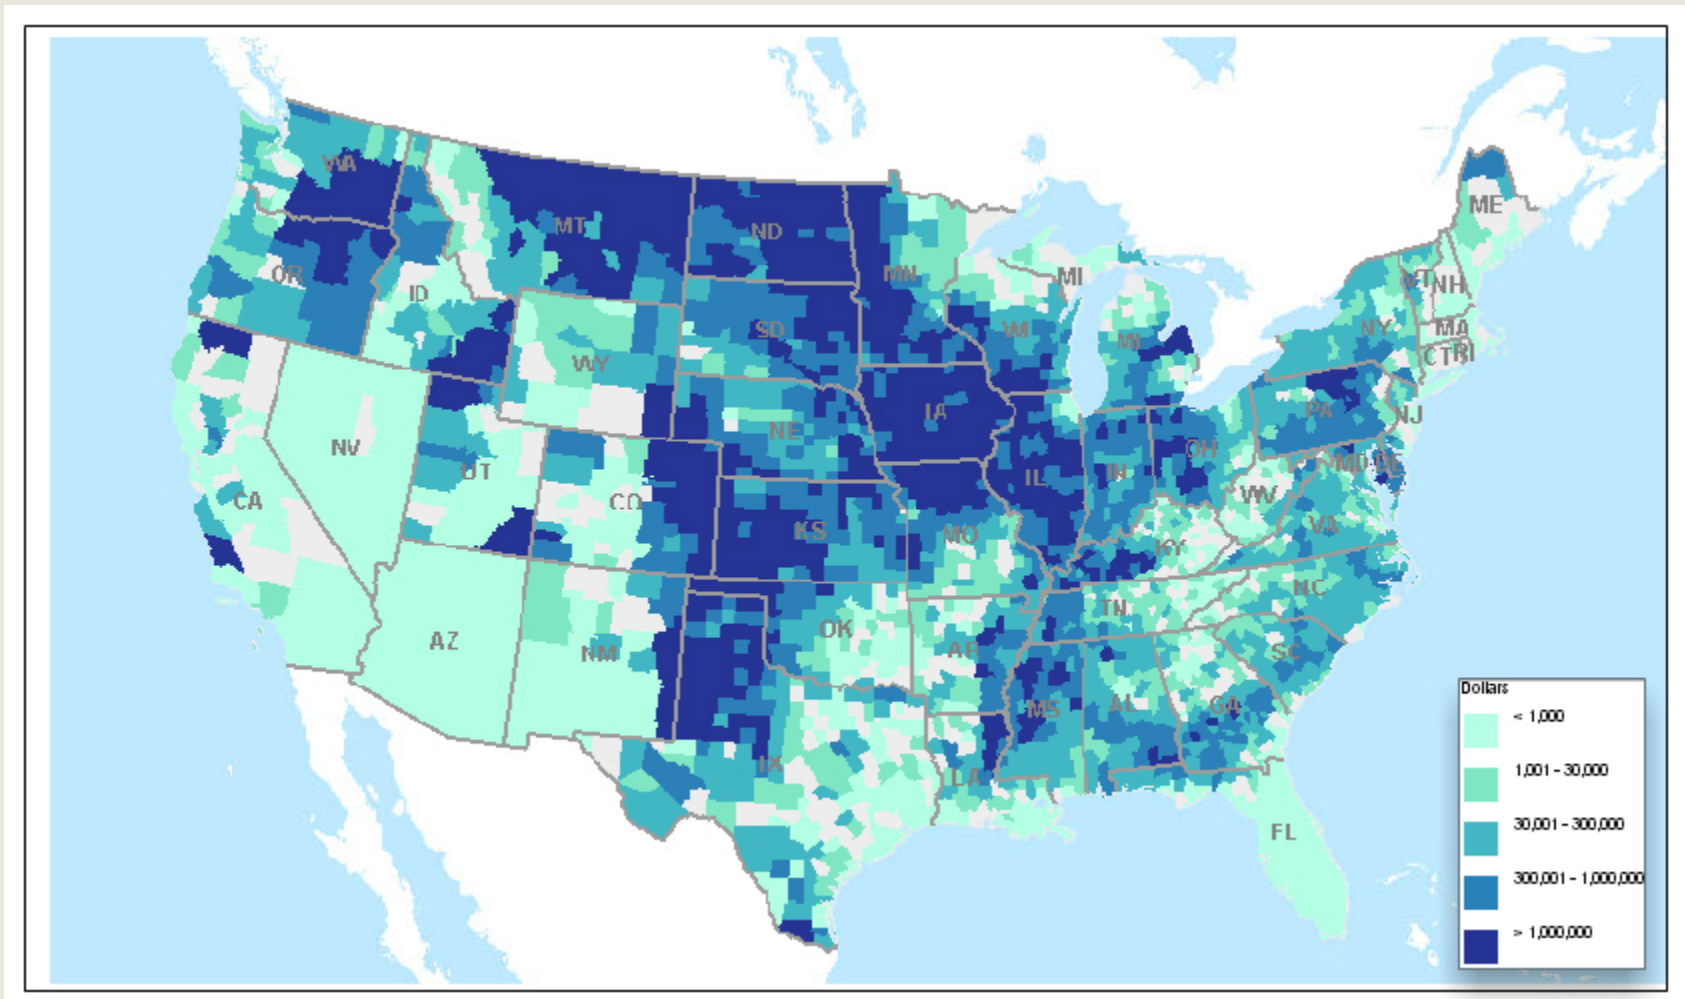 WA
MT
ND
MN
ME
OR
ID
SD
WI
MI
VT
NH
NY
MA
WY
MI
CT
RI
NV
UT
NE
IA
PA
NJ
OH
CA
CO
IL
IN
MD
DE
WV
KS
MO
KY
VA
AZ
NM
OK
TN
NC
AR
SC
TX
LA
MS
AL
GA
FL
Dollars
< 1,000
1,001 - 30,000
30,001 - 300,000
300,001 - 1,000,000
> 1,000,000